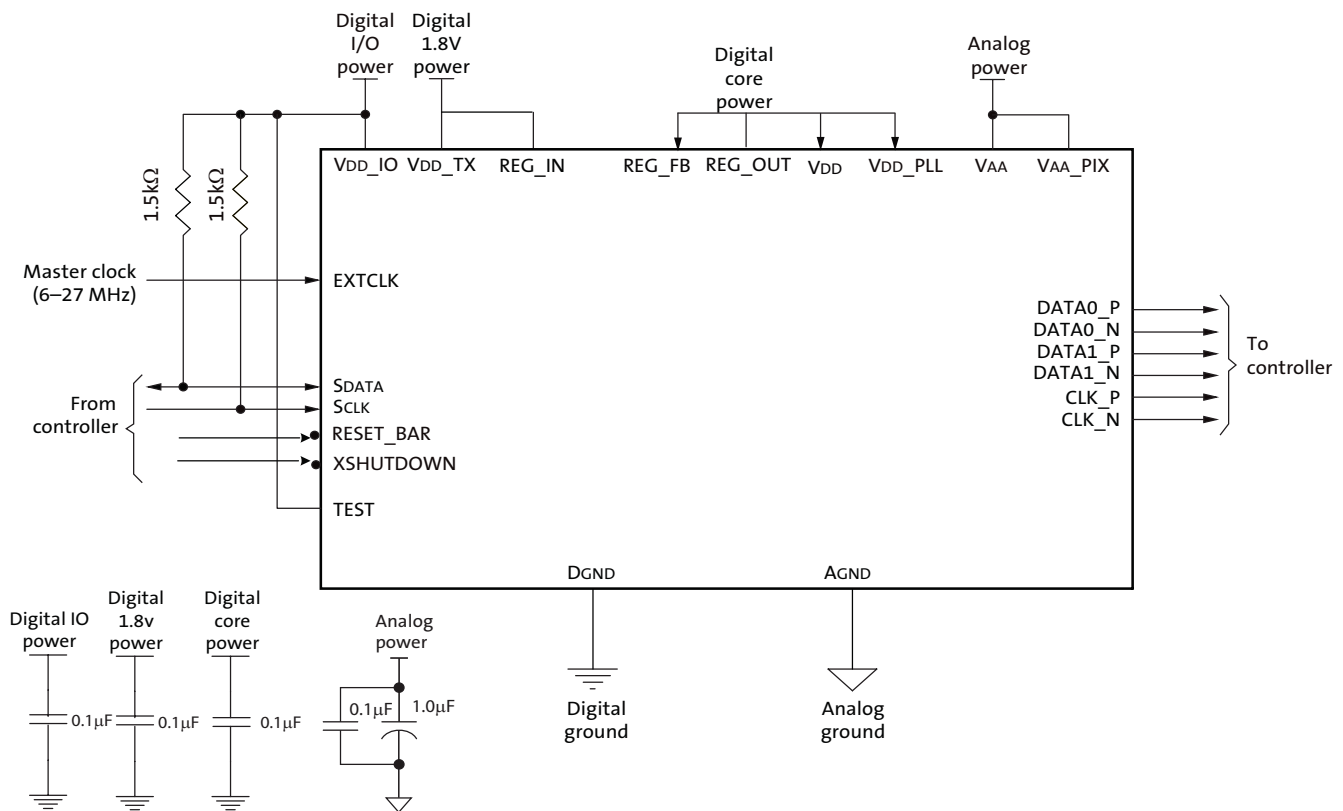 Digital
I/O
power
Digital
1.8V
power
Digital
core
power
Analog
power
VDD_IO VDD_TX REG_IN REG_FB REG_OUT VDD VDD_PLL VAA VAA_PIX
1.5kΩ
1.5kΩ
Master clock
(6–27 MHz)
EXTCLK
From
controller
SDATA
SCLK
RESET_BAR
XSHUTDOWN
TEST
DATA0_P
DATA0_N
DATA1_P
DATA1_N
CLK_P
CLK_N
To
controller
DGND
AGND
Digital
ground
Analog
ground
Digital IO
power
Digital
1.8v
power
Digital
core
power
Analog
power
0.1µF
0.1µF
0.1µF
0.1µF
1.0µF